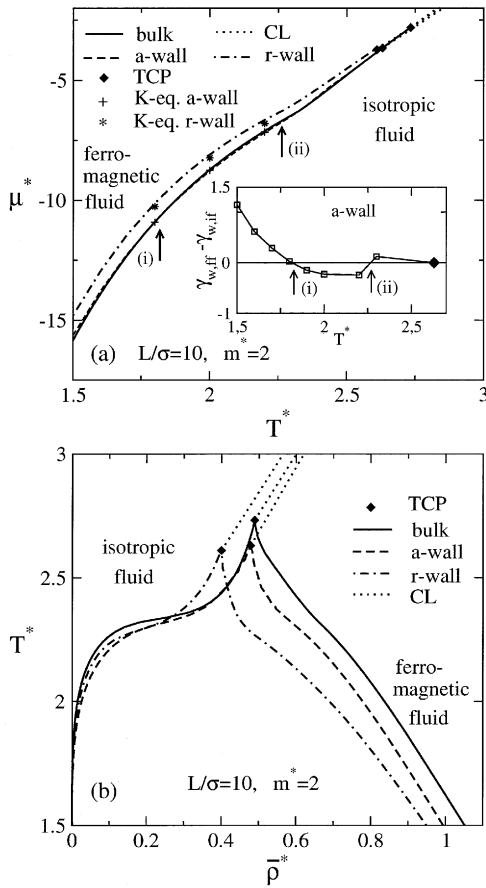 bulk
CL
a-wall
r-wall
TCP
K-eq. a-wall
K-eq. r-wall
isotropic
fluid
ferro-
magnetic
fluid
(i)
(ii)
-5
-10
-15
μ*
1.5
0
-1
γw,ff-γw,if
a-wall
(i)
(ii)
1.5
2
2,5
T*
(a) L/σ=10, m*=2
1.5
2
2.5
3
T*
3
2.5
2
1.5
T*
isotropic
fluid
TCP
bulk
a-wall
r-wall
CL
ferro-
magnetic
fluid
(b) L/σ=10, m*=2
0
0.2
0.4
0.6
0.8
1
ρ̄*